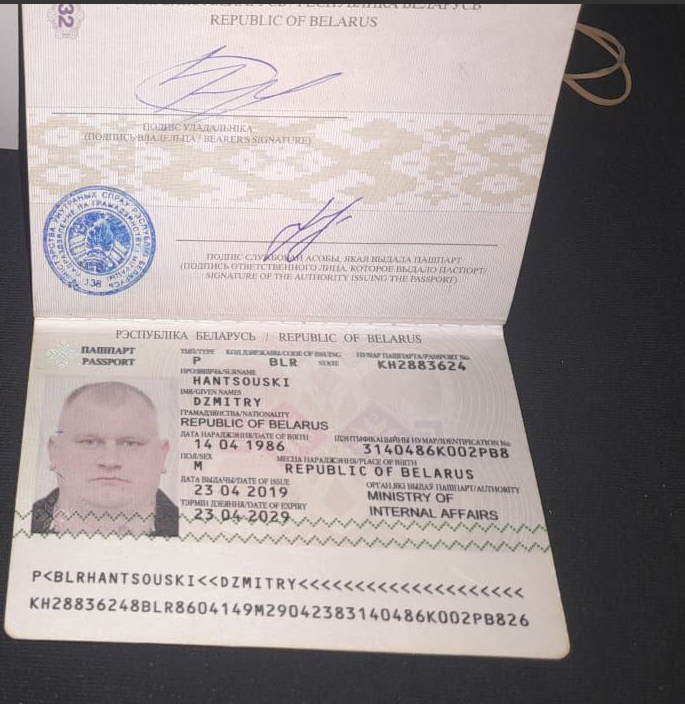 32
REPUBLIC OF BELARUS
ПОДПІС УЛАДАЛЬНІКА
(ПОДПИСЬ ВЛАДЕЛЬЦА / BEARER'S SIGNATURE)
138
ПОДПІС СЛУЖБОВАЙ АСОБЫ, ЯКАЯ ВЫДАЛА ПАШПАРТ
(ПОДПИСЬ ОТВЕТСТВЕННОГО ЛИЦА, КОТОРОЕ ВЫДАЛО ПАСПОРТ/
SIGNATURE OF THE AUTHORITY ISSUING THE PASSPORT)
РЭСПУБЛІКА БЕЛАРУСЬ / REPUBLIC OF BELARUS
ПАШПАРТ
PASSPORT
ТЫП/TYPE КОД ДЗЯРЖАВЫ/CODE OF ISSUING STATE НУМАР ПАШПАРТА/PASSPORT No
P BLR KH2883624
ПРОЗВІШЧА/SURNAME
HANTSOUSKI
ІМЯ/GIVEN NAMES
DZMITRY
ГРАМАДЗЯНСТВА/NATIONALITY
REPUBLIC OF BELARUS
ДАТА НАРАДЖЭННЯ/DATE OF BIRTH ІДЭНТЫФІКАЦЫЙНЫ НУМАР/IDENTIFICATION No
14 04 1986 3140486K002PB8
ПОЛ/SEX МЕСЦА НАРАДЖЭННЯ/PLACE OF BIRTH
M REPUBLIC OF BELARUS
ДАТА ВЫДАЧЫ/DATE OF ISSUE ОРГАН, ЯКІ ВЫДАЎ ПАШПАРТ/AUTHORITY
23 04 2019 MINISTRY OF
ТЭРМІН ДЗЕЯННЯ/DATE OF EXPIRY INTERNAL AFFAIRS
23 04 2029
P<BLRHANTSOUSKI<<DZMITRY<<<<<<<<<<<<<<<<<<<<
KH28836248BLR8604149M29042383140486K002PB826